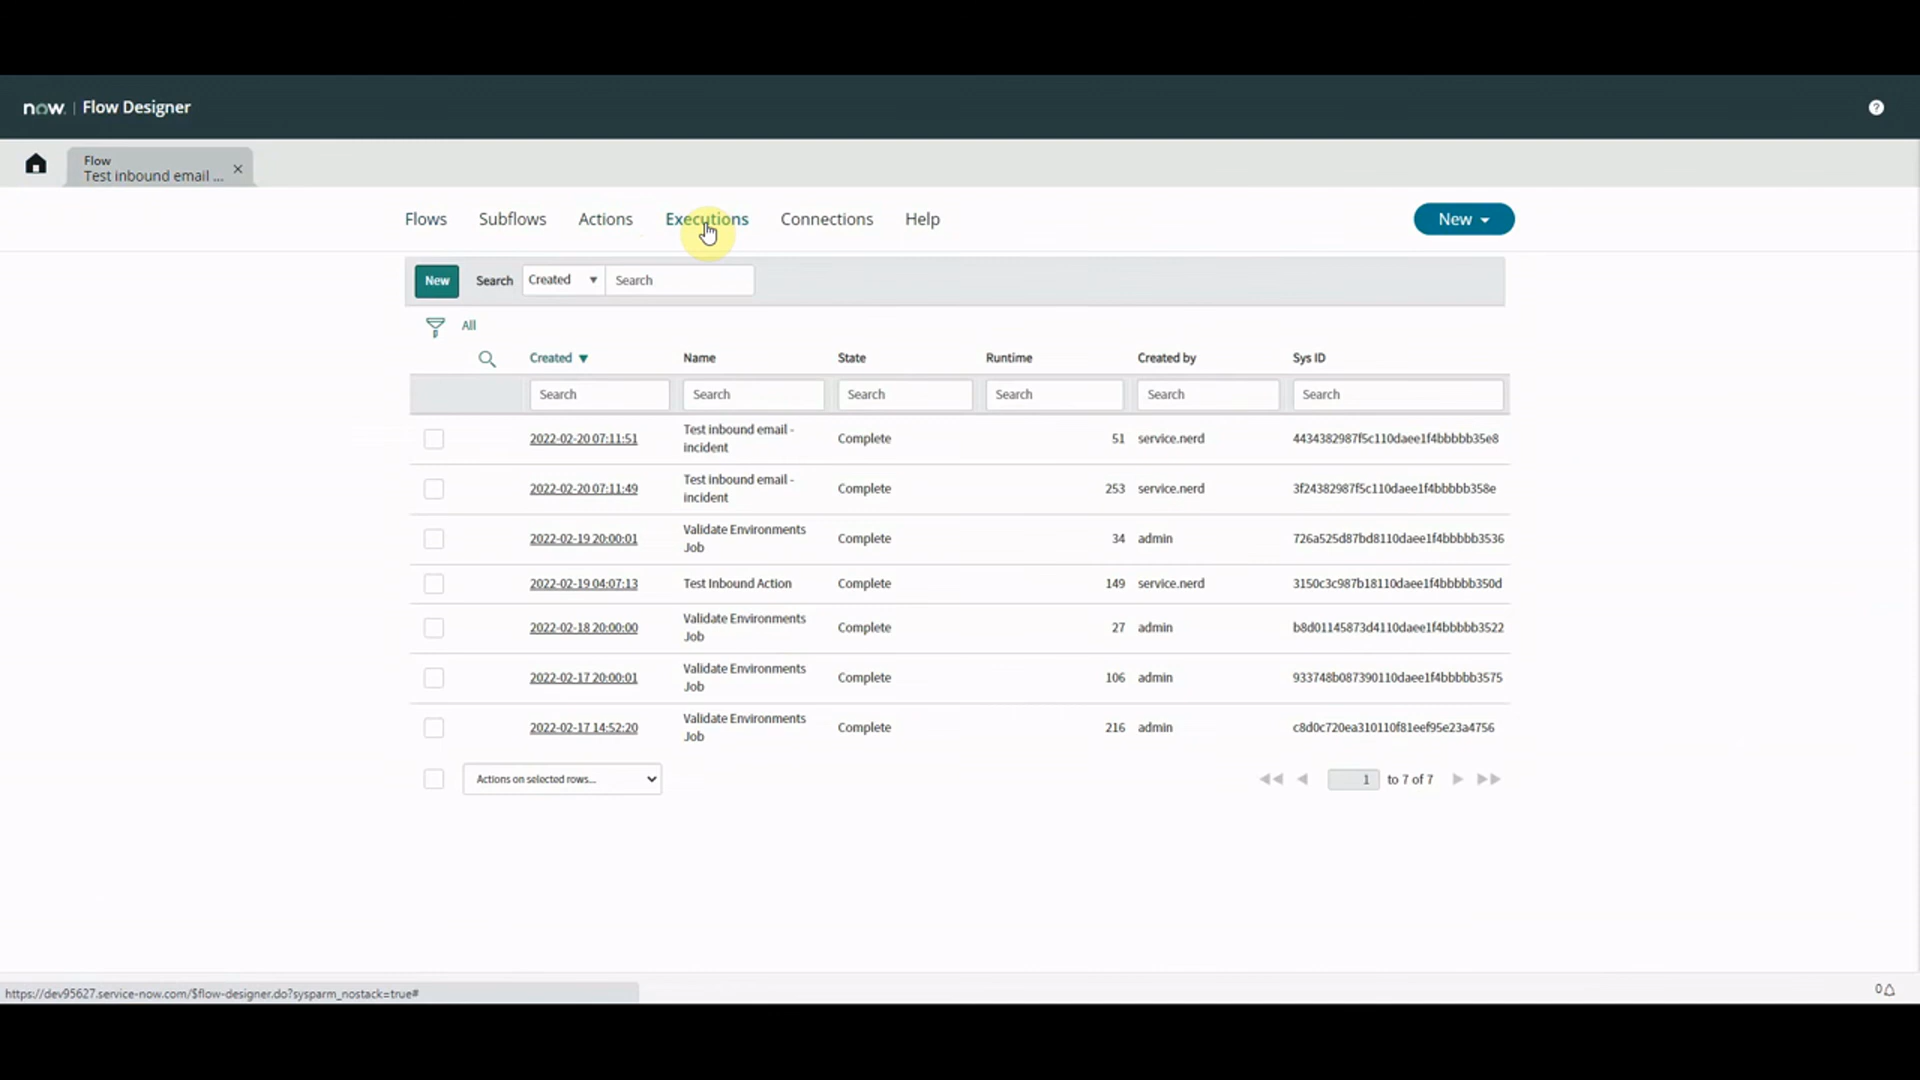 now. | Flow Designer
?
Flow
Test inbound email ... ×
Flows Subflows Actions Executions Connections Help New
New Search Created Search
All
Created ▼ Name State Runtime Created by Sys ID
Search Search Search Search Search Search
2022-02-20 07:11:51 Test inbound email - incident Complete 51 service.nerd 4434382987f5c110daee1f4bbbbb35e8
2022-02-20 07:11:49 Test inbound email - incident Complete 253 service.nerd 3f24382987f5c110daee1f4bbbbb358e
2022-02-19 20:00:01 Validate Environments Job Complete 34 admin 726a525d87bd8110daee1f4bbbbb3536
2022-02-19 04:07:13 Test Inbound Action Complete 149 service.nerd 3150c3c987b18110daee1f4bbbbb350d
2022-02-18 20:00:00 Validate Environments Job Complete 27 admin b8d01145873d4110daee1f4bbbbb3522
2022-02-17 20:00:01 Validate Environments Job Complete 106 admin 933748b087390110daee1f4bbbbb3575
2022-02-17 14:52:20 Validate Environments Job Complete 216 admin c8d0c720ea310110f81eef95e23a4756
Actions on selected rows... 1 to 7 of 7
https://dev95627.service-now.com/$flow-designer.do?sysparm_nostack=true#
0